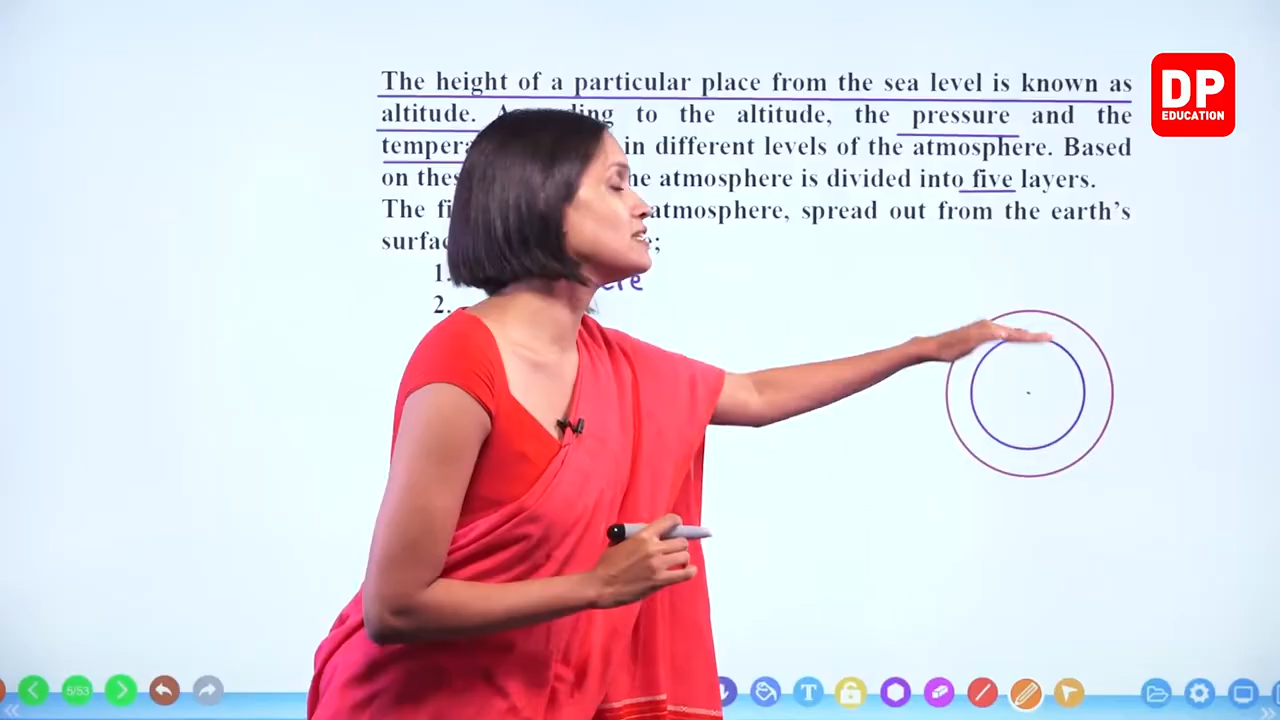 The height of a particular place from the sea level is known as
altitude. to the altitude, the pressure and the
in different levels of the atmosphere. Based
on the atmosphere is divided into five layers.
The atmosphere, spread out from the earth's
1.
2.
DP
EDUCATION
5/53
T